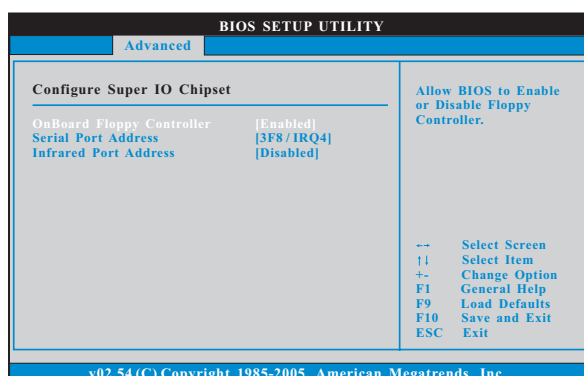 BIOS SETUP UTILITY
Advanced
Configure Super IO Chipset
OnBoard Floppy Controller [Enabled]
Serial Port Address [3F8 / IRQ4]
Infrared Port Address [Disabled]
Allow BIOS to Enable
or Disable Floppy
Controller.
←→ Select Screen
↑↓ Select Item
+- Change Option
F1 General Help
F9 Load Defaults
F10 Save and Exit
ESC Exit
v02.54 (C) Copyright 1985-2005, American Megatrends, Inc.